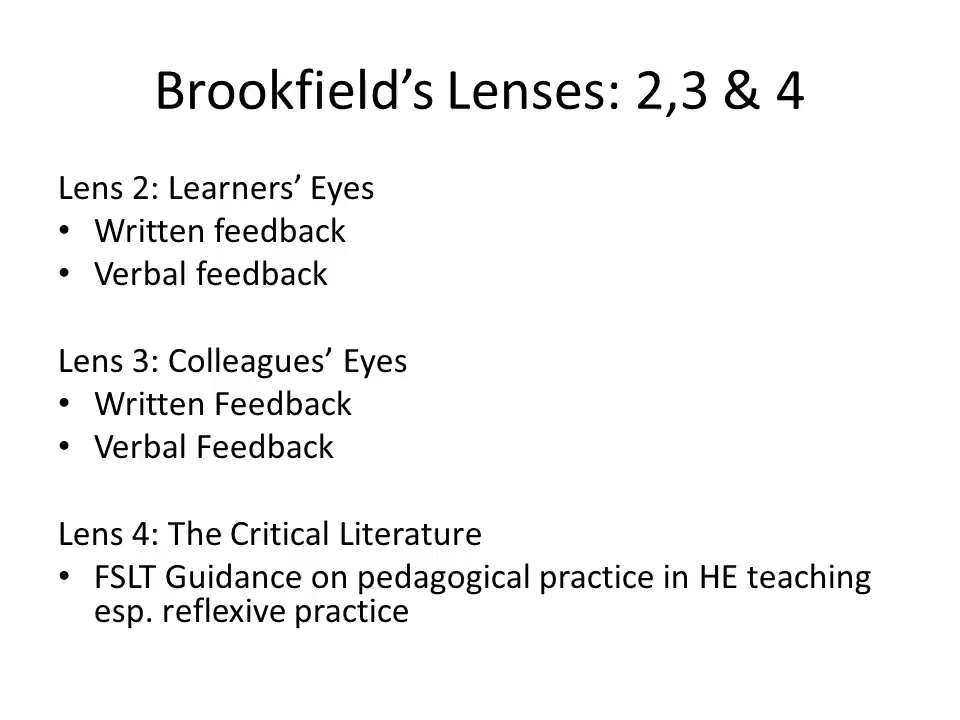 Brookfield’s Lenses: 2,3 & 4
Lens 2: Learners’ Eyes
• Written feedback
• Verbal feedback
Lens 3: Colleagues’ Eyes
• Written Feedback
• Verbal Feedback
Lens 4: The Critical Literature
• FSLT Guidance on pedagogical practice in HE teaching
esp. reflexive practice